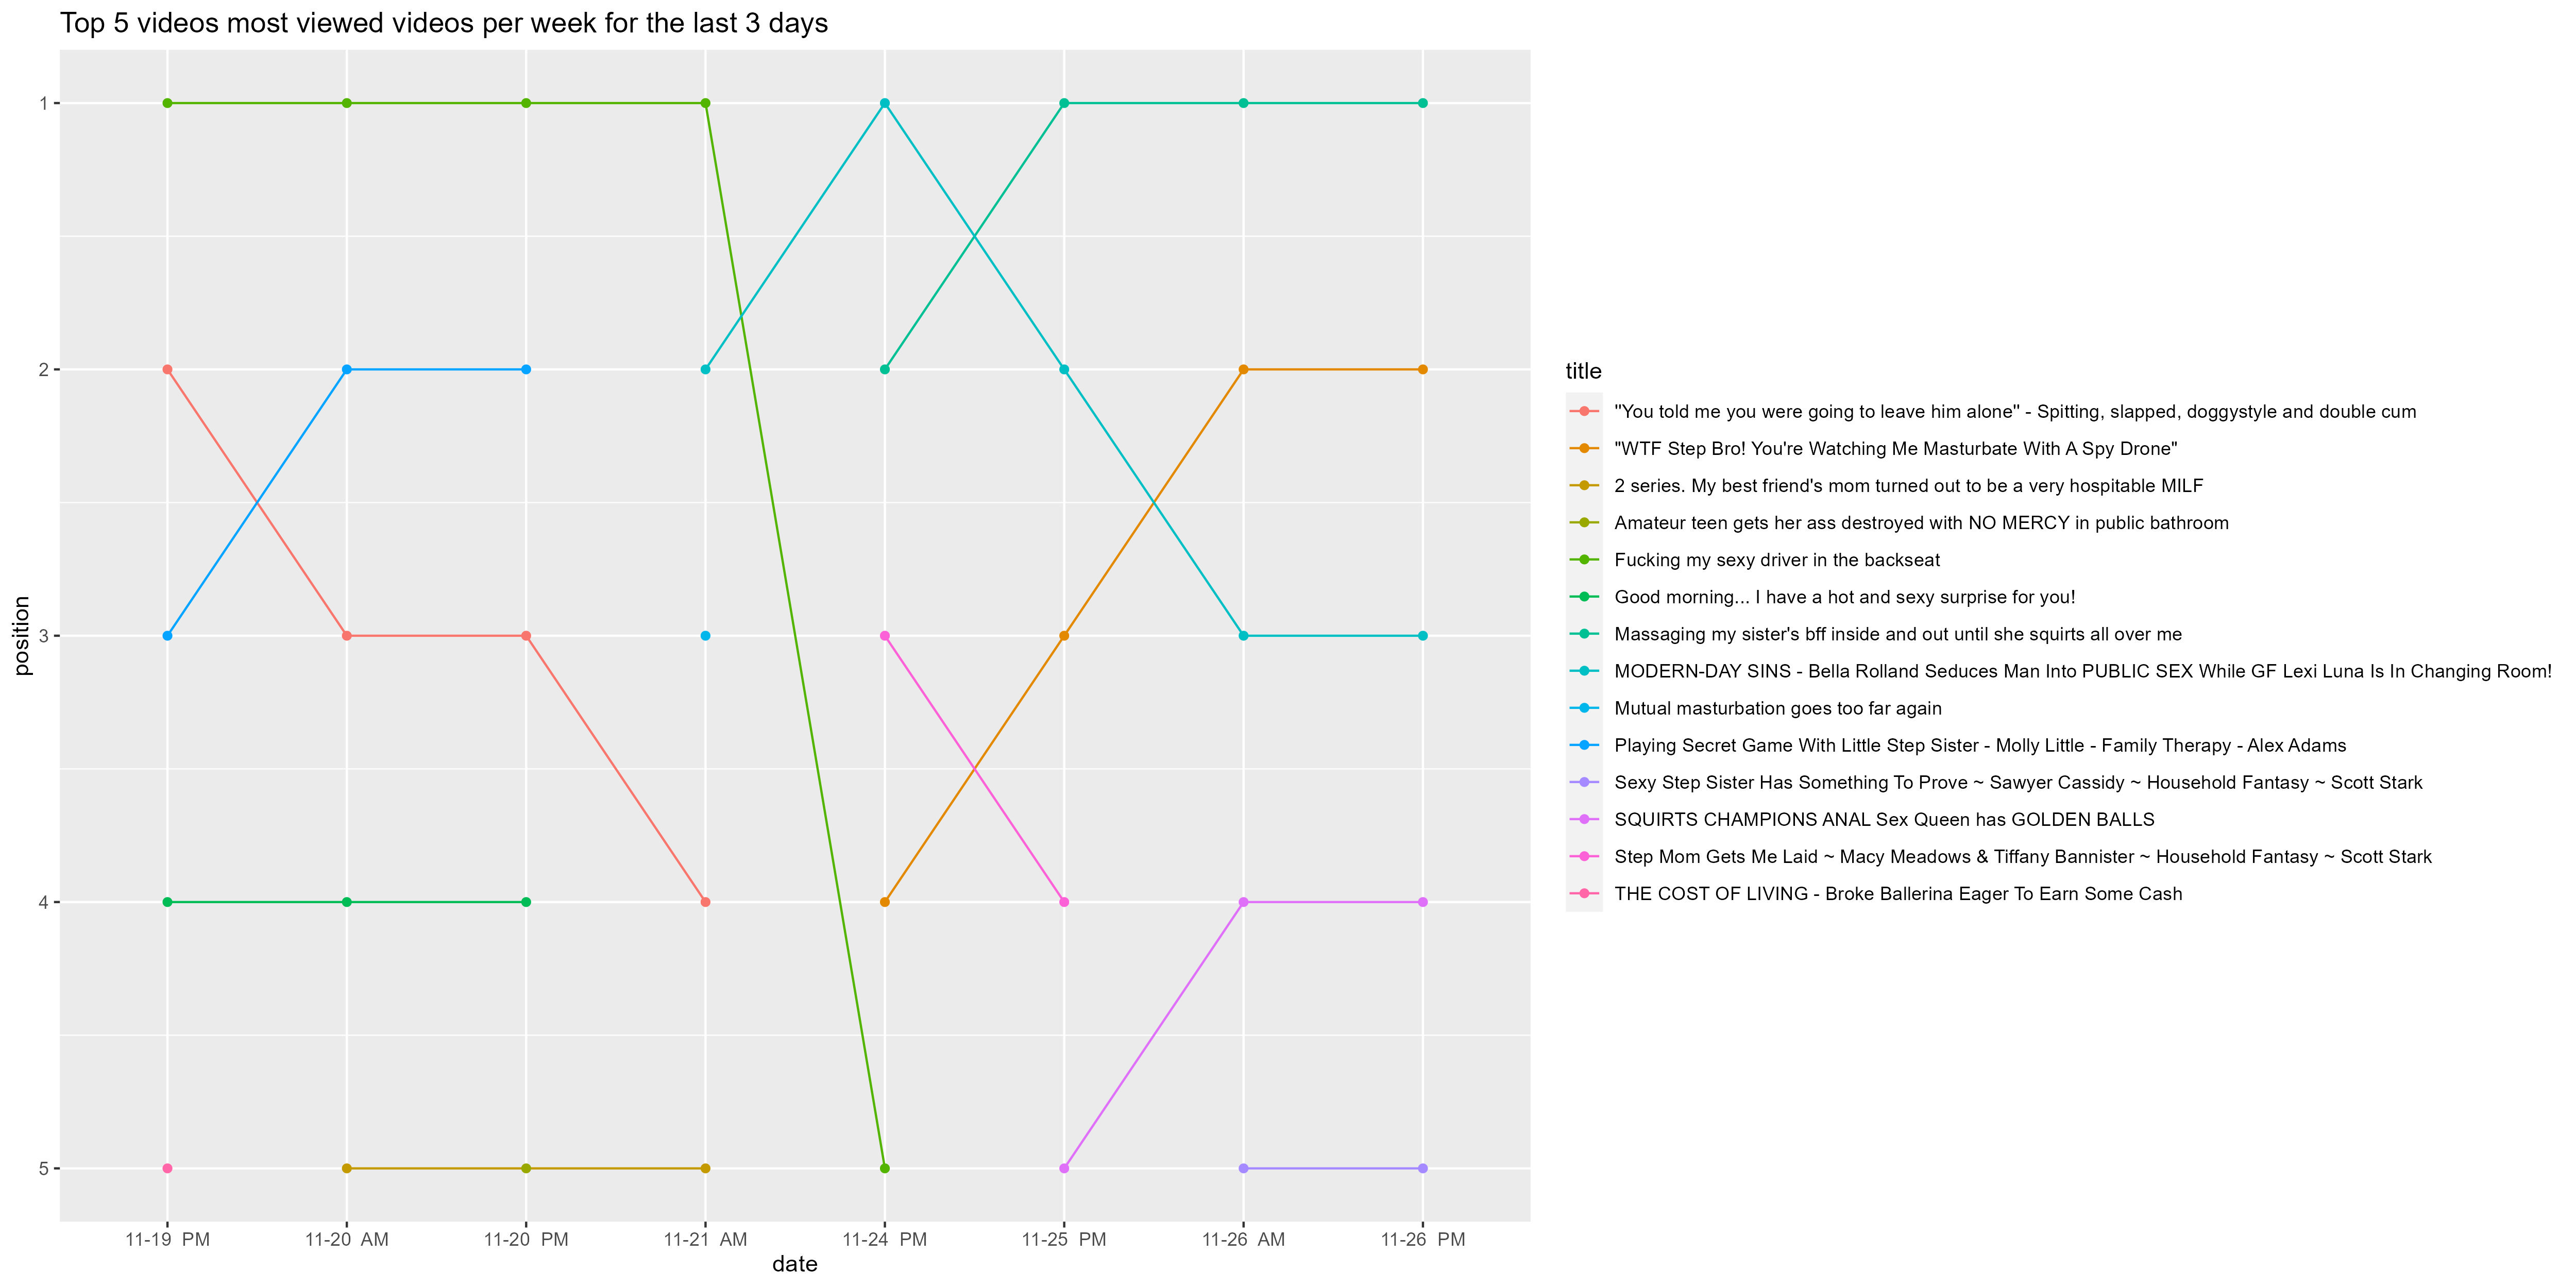 Top 5 videos most viewed videos per week for the last 3 days
position
1
2
3
4
5
11-19 PM
11-20 AM
11-20 PM
11-21 AM
11-24 PM
11-25 PM
11-26 AM
11-26 PM
date
title
"You told me you were going to leave him alone" - Spitting, slapped, doggystyle and double cum
"WTF Step Bro! You're Watching Me Masturbate With A Spy Drone"
2 series. My best friend's mom turned out to be a very hospitable MILF
Amateur teen gets her ass destroyed with NO MERCY in public bathroom
Fucking my sexy driver in the backseat
Good morning... I have a hot and sexy surprise for you!
Massaging my sister's bff inside and out until she squirts all over me
MODERN-DAY SINS - Bella Rolland Seduces Man Into PUBLIC SEX While GF Lexi Luna Is In Changing Room!
Mutual masturbation goes too far again
Playing Secret Game With Little Step Sister - Molly Little - Family Therapy - Alex Adams
Sexy Step Sister Has Something To Prove ~ Sawyer Cassidy ~ Household Fantasy ~ Scott Stark
SQUIRTS CHAMPIONS ANAL Sex Queen has GOLDEN BALLS
Step Mom Gets Me Laid ~ Macy Meadows & Tiffany Bannister ~ Household Fantasy ~ Scott Stark
THE COST OF LIVING - Broke Ballerina Eager To Earn Some Cash